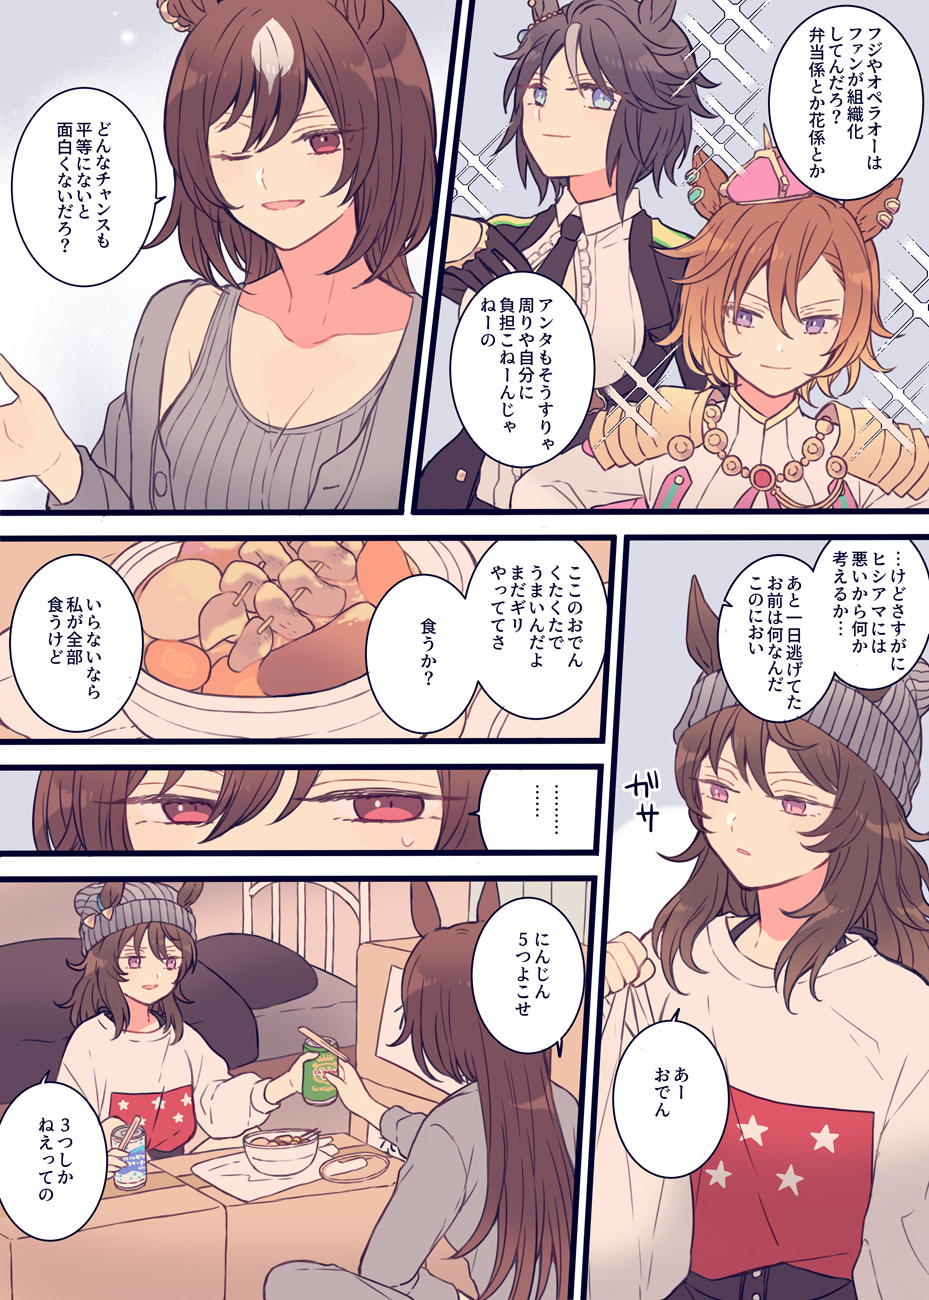 フジやオペラオーは
ファンが組織化
してんだろ?
弁当係とか花係とか
アンタもそうすりゃ
周りや自分に
負担こねーんじゃ
ねーの
どんなチャンスも
平等にないと
面白くないだろ?
…けどさすがに
ヒシアマには
悪いから何か
考えるか…
あと一日逃げてた
お前は何なんだ
このにおい
ガサ
あー
おでん
ここのおでん
くたくたで
うまいんだよ
まだギリ
やっててさ
食うか?
いらないなら
私が全部
食うけど
………
……
にんじん
5つよこせ
3つしか
ねえっての